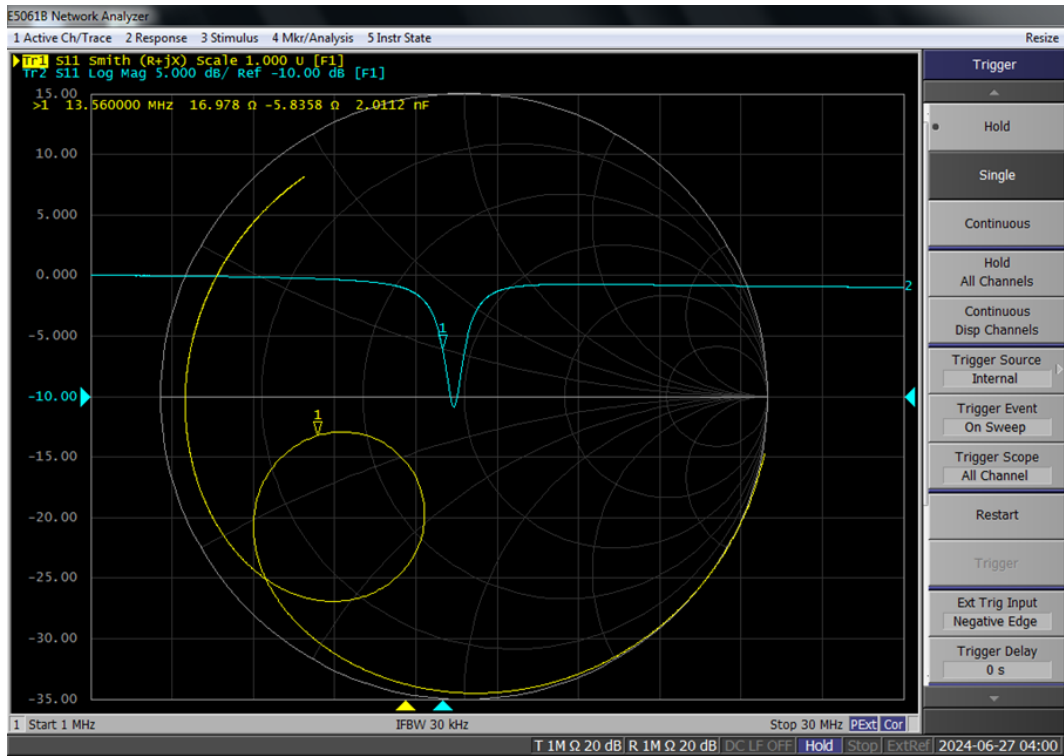 E5061B Network Analyzer
1 Active Ch/Trace 2 Response 3 Stimulus 4 Mkr/Analysis 5 Instr State Resize
Tr1 S11 Smith (R+jX) Scale 1.000 U [F1]
Tr2 S11 Log Mag 5.000 dB/ Ref -10.00 dB [F1]
15.00
>1 13.560000 MHz 16.978 Ω -5.8358 Ω 2.0112 nF
10.00
5.000
0.000
-5.000
-10.00
-15.00
-20.00
-25.00
-30.00
-35.00
1
2
1
Trigger
Hold
Single
Continuous
Hold
All Channels
Continuous
Disp Channels
Trigger Source
Internal
Trigger Event
On Sweep
Trigger Scope
All Channel
Restart
Trigger
Ext Trig Input
Negative Edge
Trigger Delay
0 s
1 Start 1 MHz IFBW 30 kHz Stop 30 MHz PExt Cor
T 1M Ω 20 dB R 1M Ω 20 dB DC LF OFF Hold Stop ExtRef 2024-06-27 04:00